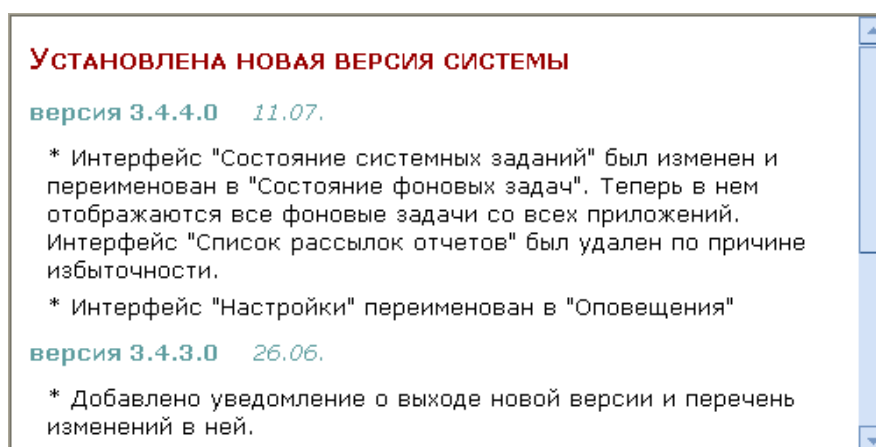 Установлена новая версия системы
версия 3.4.4.0 11.07.
* Интерфейс "Состояние системных заданий" был изменен и
переименован в "Состояние фоновых задач". Теперь в нем
отображаются все фоновые задачи со всех приложений.
Интерфейс "Список рассылок отчетов" был удален по причине
избыточности.
* Интерфейс "Настройки" переименован в "Оповещения"
версия 3.4.3.0 26.06.
* Добавлено уведомление о выходе новой версии и перечень
изменений в ней.